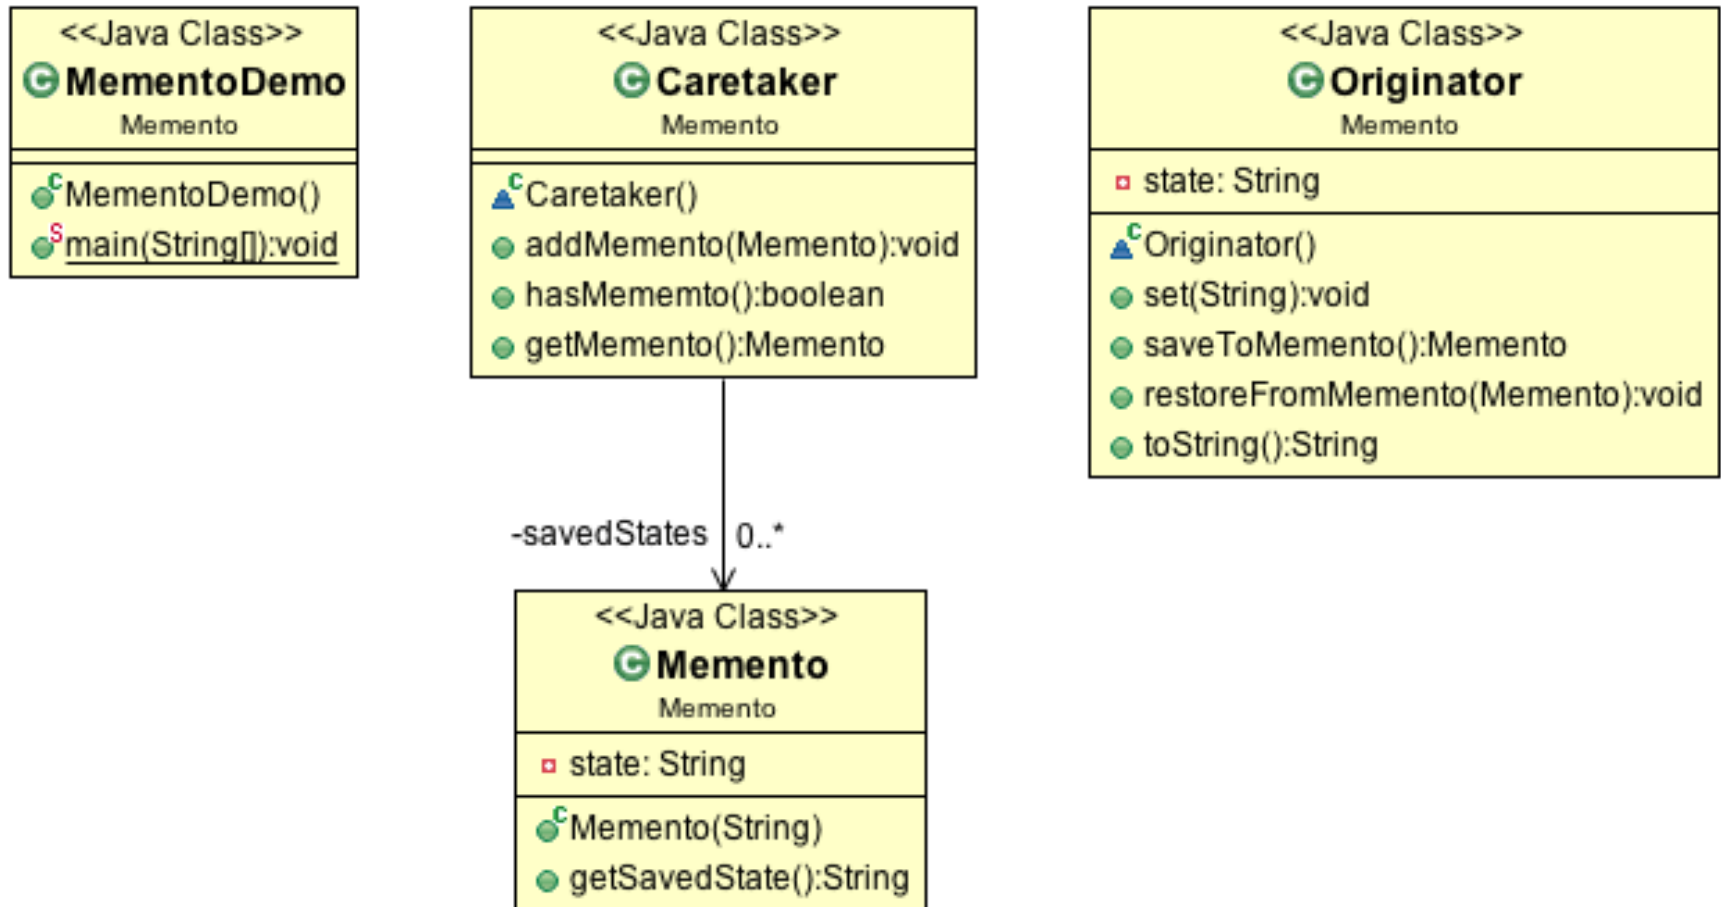 <<Java Class>>
MementoDemo
Memento
MementoDemo()
main(String[]):void
<<Java Class>>
Caretaker
Memento
Caretaker()
addMemento(Memento):void
hasMememto():boolean
getMemento():Memento
<<Java Class>>
Originator
Memento
state: String
Originator()
set(String):void
saveToMemento():Memento
restoreFromMemento(Memento):void
toString():String
-savedStates 0..*
<<Java Class>>
Memento
Memento
state: String
Memento(String)
getSavedState():String